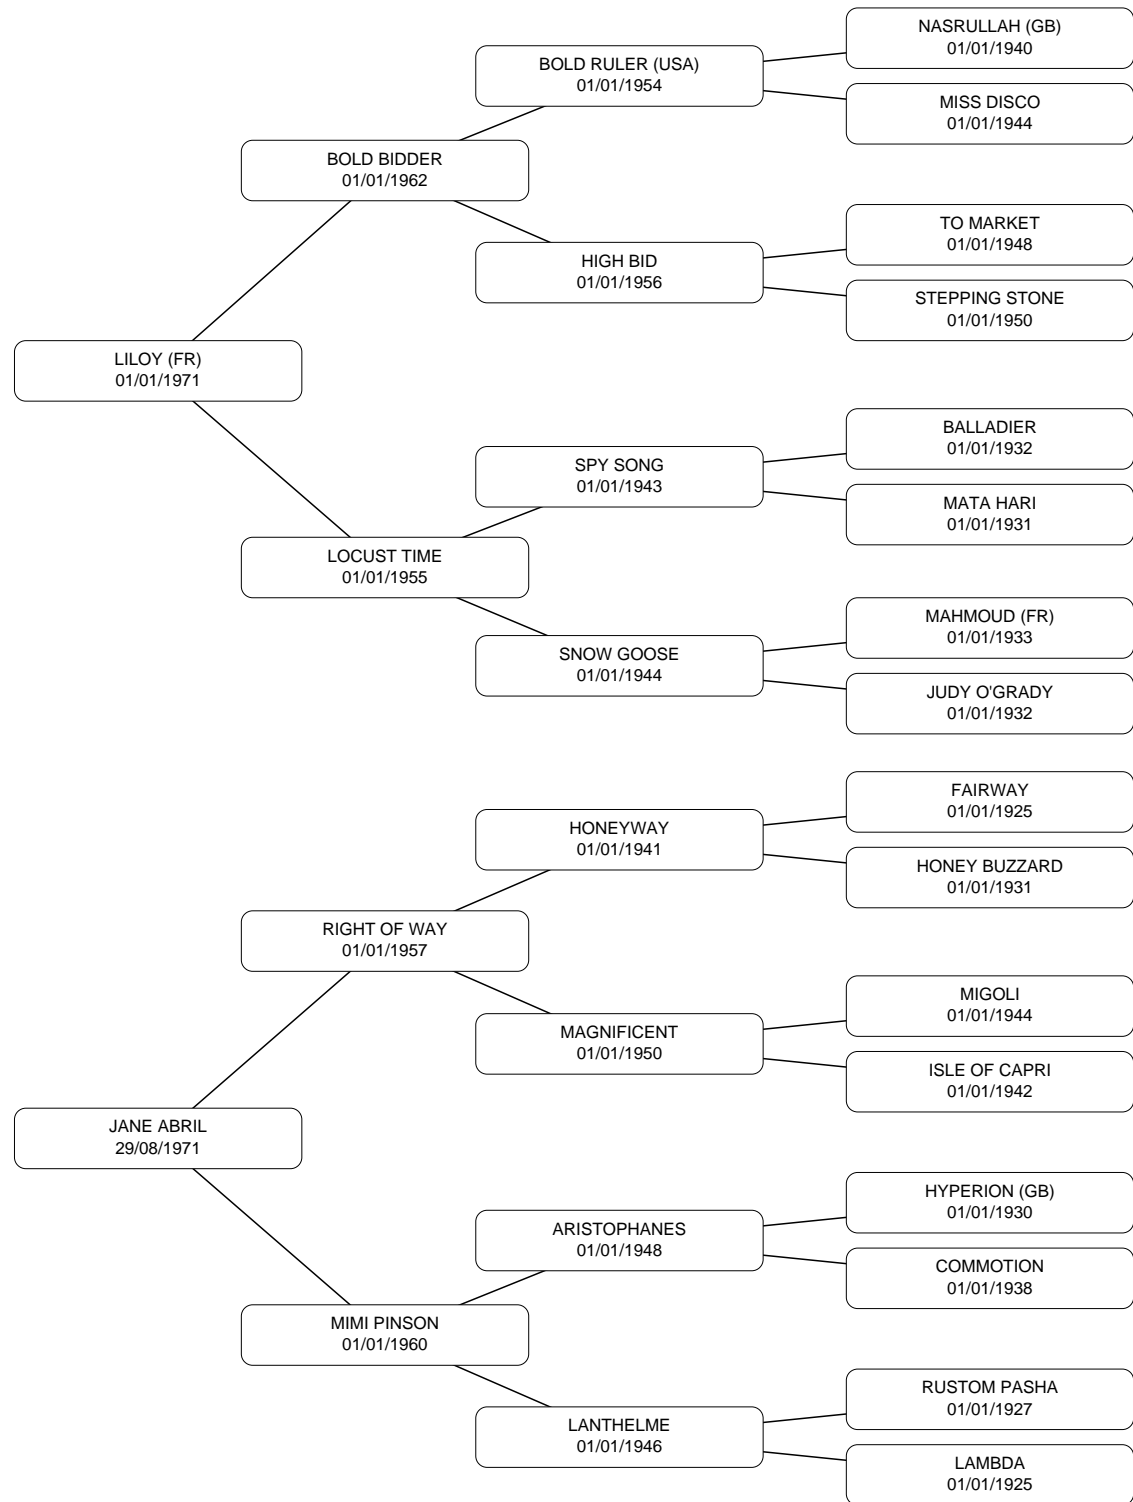 NASRULLAH (GB)
01/01/1940
BOLD RULER (USA)
01/01/1954
MISS DISCO
01/01/1944
BOLD BIDDER
01/01/1962
TO MARKET
01/01/1948
HIGH BID
01/01/1956
STEPPING STONE
01/01/1950
LILOY (FR)
01/01/1971
BALLADIER
01/01/1932
SPY SONG
01/01/1943
MATA HARI
01/01/1931
LOCUST TIME
01/01/1955
MAHMOUD (FR)
01/01/1933
SNOW GOOSE
01/01/1944
JUDY O'GRADY
01/01/1932
FAIRWAY
01/01/1925
HONEYWAY
01/01/1941
HONEY BUZZARD
01/01/1931
RIGHT OF WAY
01/01/1957
MIGOLI
01/01/1944
MAGNIFICENT
01/01/1950
ISLE OF CAPRI
01/01/1942
JANE ABRIL
29/08/1971
HYPERION (GB)
01/01/1930
ARISTOPHANES
01/01/1948
COMMOTION
01/01/1938
MIMI PINSON
01/01/1960
RUSTOM PASHA
01/01/1927
LANTHELME
01/01/1946
LAMBDA
01/01/1925